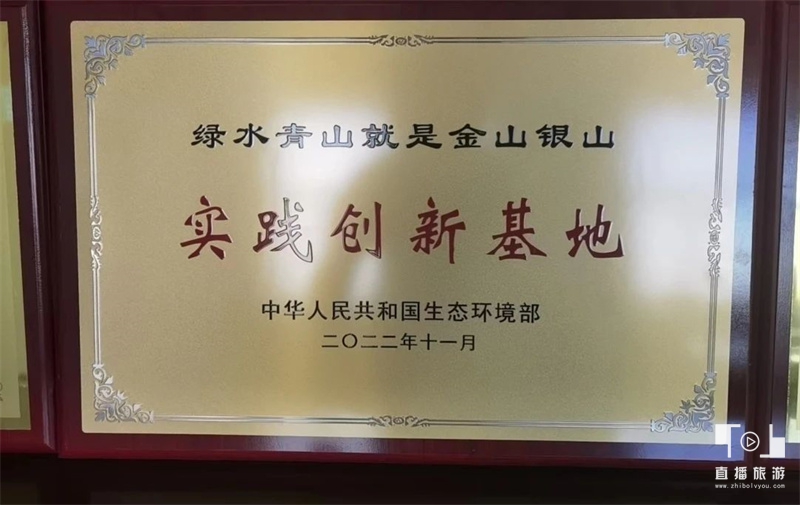 绿水青山就是金山银山
实践创新基地
中华人民共和国生态环境部
二〇二二年十一月
直播旅游
www.zhibolvyou.com